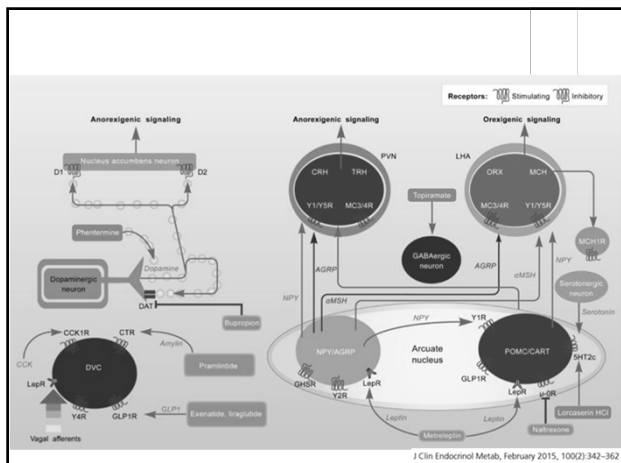 Receptors: Stimulating Inhibitory
Anorexigenic signaling
Anorexigenic signaling
Orexigenic signaling
Nucleus accumbens neuron
D1
D2
Phentermine
Dopamine
Dopaminergic
neuron
DAT
Bupropion
PVN
CRH TRH
Y1/Y5R MC3/4R
LHA
ORX MCH
MC3/4R Y1/Y5R
Topiramate
GABAergic
neuron
MCH1R
Serotonergic
neuron
Serotonin
NPY
AGRP
αMSH
AGRP
αMSH
NPY
CCK1R
CTR
CCK
Amylin
Pramlintide
DVC
LepR
Y4R
GLP1R
GLP1
Exenatide, liraglutide
Vagal afferents
NPY
Y1R
NPY/AGRP
Arcuate
nucleus
POMC/CART
5HT2c
GHSR
Y2R
LepR
GLP1R
LepR
μ-0R
Lorcaserin HCl
Leptin
Leptin
Metreleptin
Naltrexone
J Clin Endocrinol Metab, February 2015, 100(2):342–362